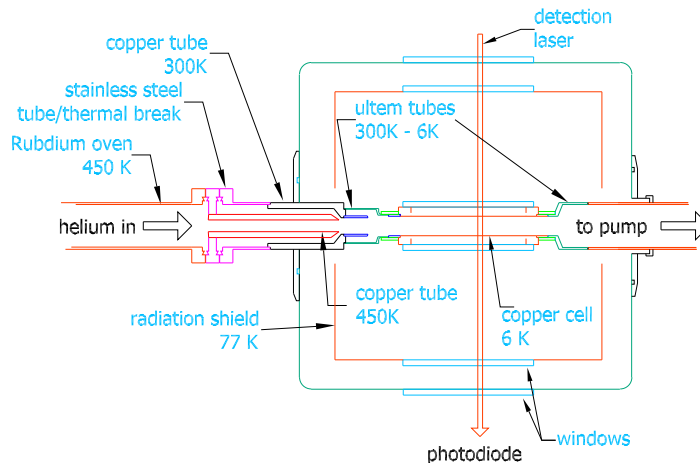 detection
laser
copper tube
300K
stainless steel
tube/thermal break
ultem tubes
300K - 6K
Rubdium oven
450 K
helium in
to pump
copper tube
450K
copper cell
6 K
radiation shield
77 K
windows
photodiode